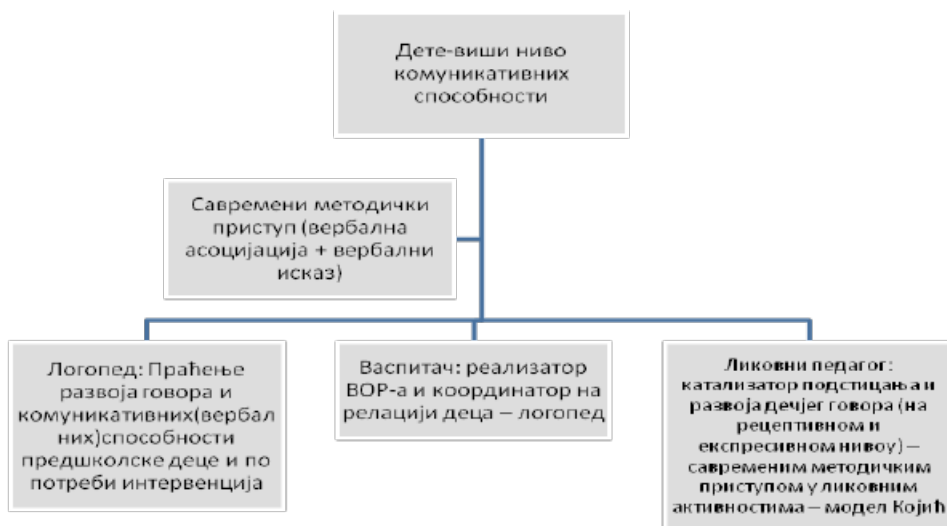 Дете-виши ниво
комуникативних
способности
Савремени методички
приступ (вербална
асоцијација + вербални
исказ)
Логопед: Праћење
развоја говора и
комуникативних(вербал
них)способности
предшколске деце и по
потреби интервенција
Васпитач: реализатор
ВОР-а и координатор на
релацији деца – логопед
Ликовни педагог:
катализатор подстицања и
развоја дечјег говора (на
рецептивном и
експресивном нивоу) –
савременим методичким
приступом у ликовним
активностима – модел Којић